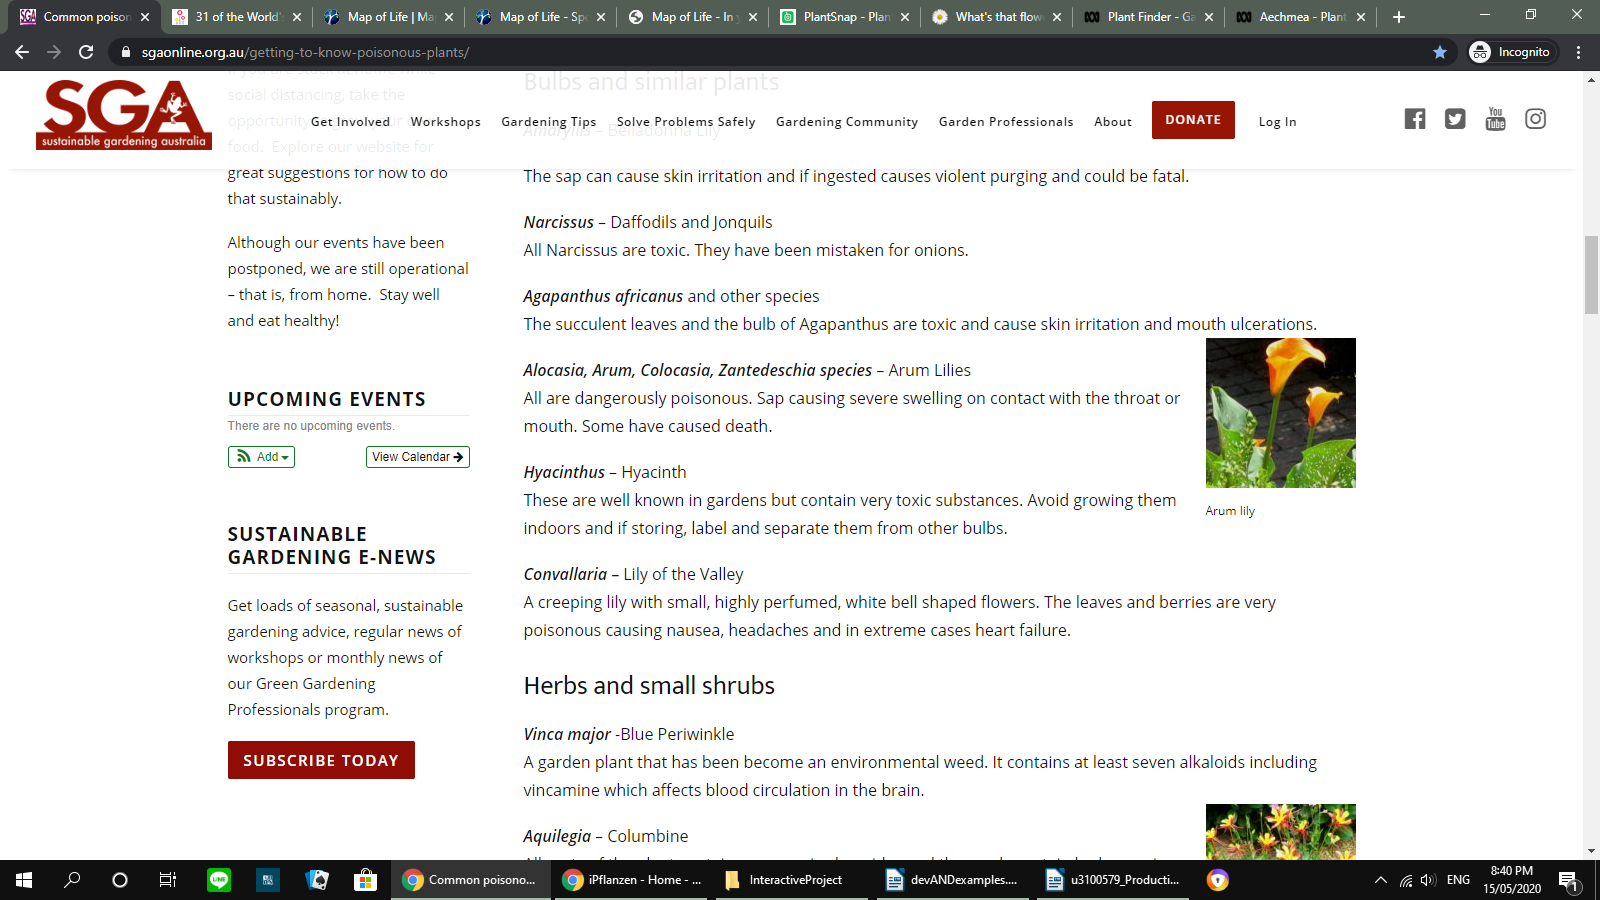 Common poison
31 of the World's
Map of Life | Ma
Map of Life - Spe
Map of Life - In y
PlantSnap - Plan
What's that flow
Plant Finder - Ga
Aechmea - Plant
sgaonline.org.au/getting-to-know-poisonous-plants/
Incognito
SGA
sustainable gardening australia
Get Involved
Workshops
Gardening Tips
Solve Problems Safely
Gardening Community
Garden Professionals
About
DONATE
Log In
social distancing, take the
food. Explore our website for
great suggestions for how to do
that sustainably.
Although our events have been
postponed, we are still operational
– that is, from home. Stay well
and eat healthy!
UPCOMING EVENTS
There are no upcoming events.
Add
View Calendar
SUSTAINABLE
GARDENING E-NEWS
Get loads of seasonal, sustainable
gardening advice, regular news of
workshops or monthly news of
our Green Gardening
Professionals program.
SUBSCRIBE TODAY
Bulbs and similar plants
Amaryllis – Belladonna Lily
The sap can cause skin irritation and if ingested causes violent purging and could be fatal.
Narcissus – Daffodils and Jonquils
All Narcissus are toxic. They have been mistaken for onions.
Agapanthus africanus and other species
The succulent leaves and the bulb of Agapanthus are toxic and cause skin irritation and mouth ulcerations.
Alocasia, Arum, Colocasia, Zantedeschia species – Arum Lilies
All are dangerously poisonous. Sap causing severe swelling on contact with the throat or
mouth. Some have caused death.
Arum lily
Hyacinthus – Hyacinth
These are well known in gardens but contain very toxic substances. Avoid growing them
indoors and if storing, label and separate them from other bulbs.
Convallaria – Lily of the Valley
A creeping lily with small, highly perfumed, white bell shaped flowers. The leaves and berries are very
poisonous causing nausea, headaches and in extreme cases heart failure.
Herbs and small shrubs
Vinca major -Blue Periwinkle
A garden plant that has been become an environmental weed. It contains at least seven alkaloids including
vincamine which affects blood circulation in the brain.
Aquilegia – Columbine
LINE
Common poisono...
iPflanzen - Home - ...
InteractiveProject
devANDexamples....
u3100579_Producti...
ENG
8:40 PM
15/05/2020
1